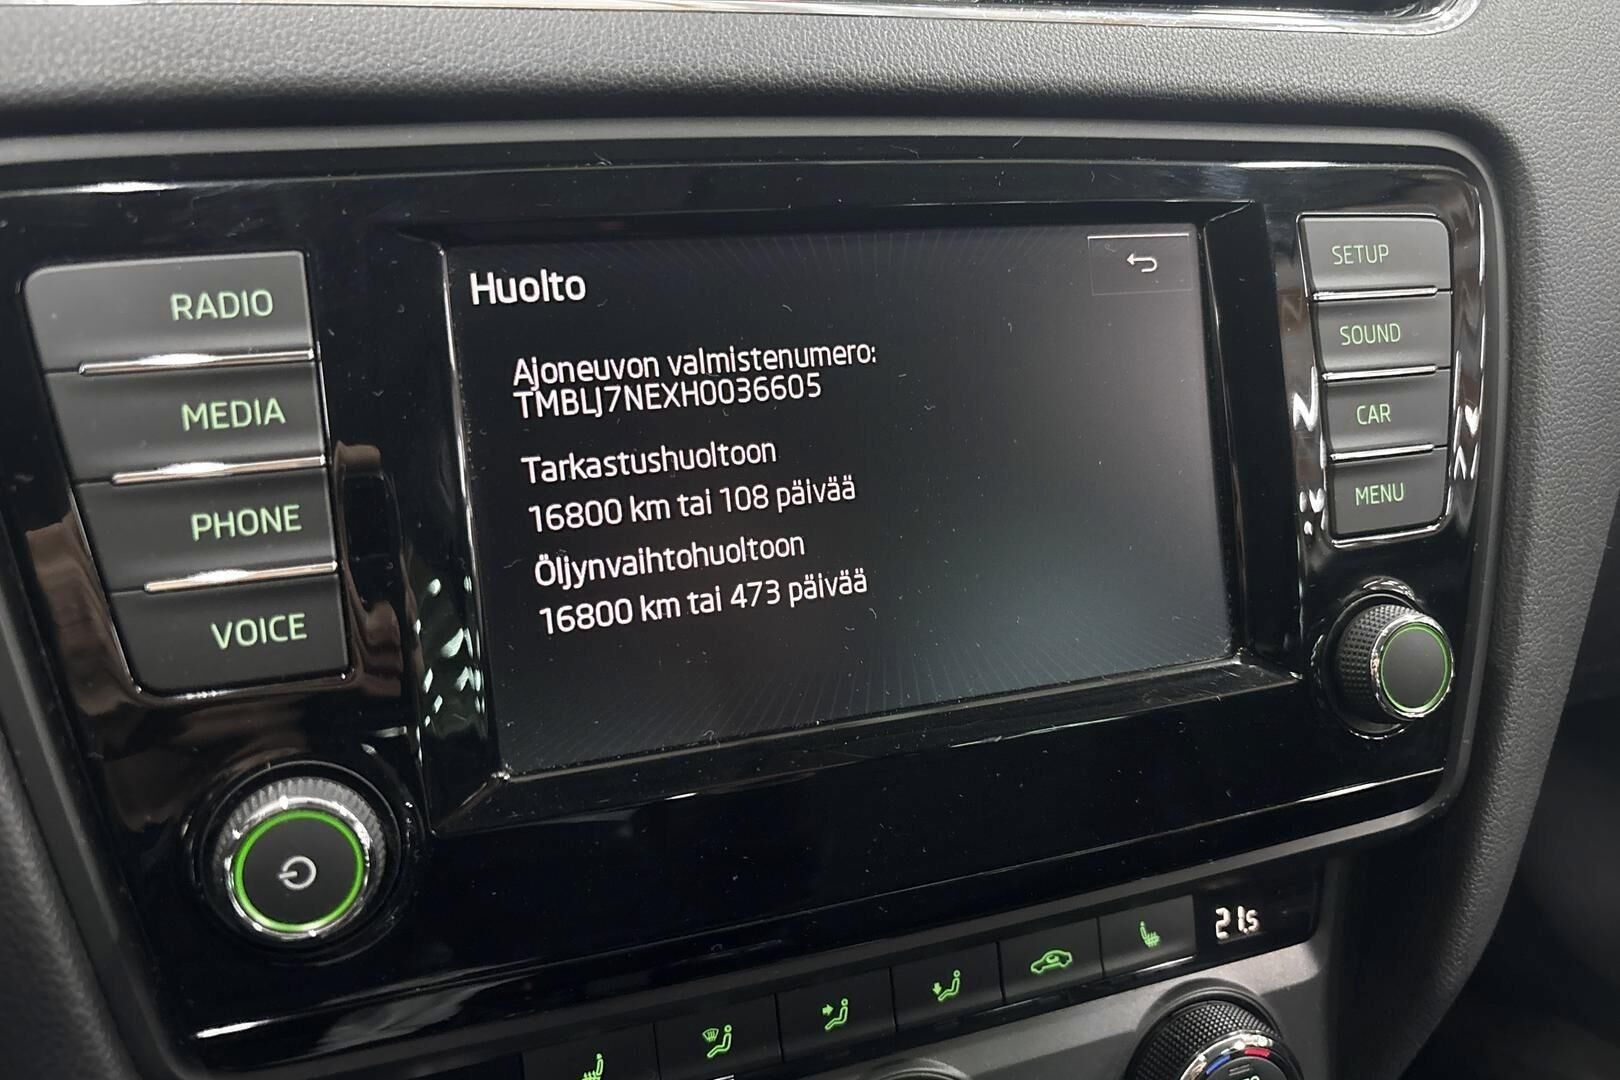 RADIO
MEDIA
PHONE
VOICE
Huolto
Ajoneuvon valmistenumero:
TMBLJ7NEXH0036605
Tarkastushuoltoon
16800 km tai 108 päivää
Öljynvaihtohuoltoon
16800 km tai 473 päivää
SETUP
SOUND
CAR
MENU
21.5